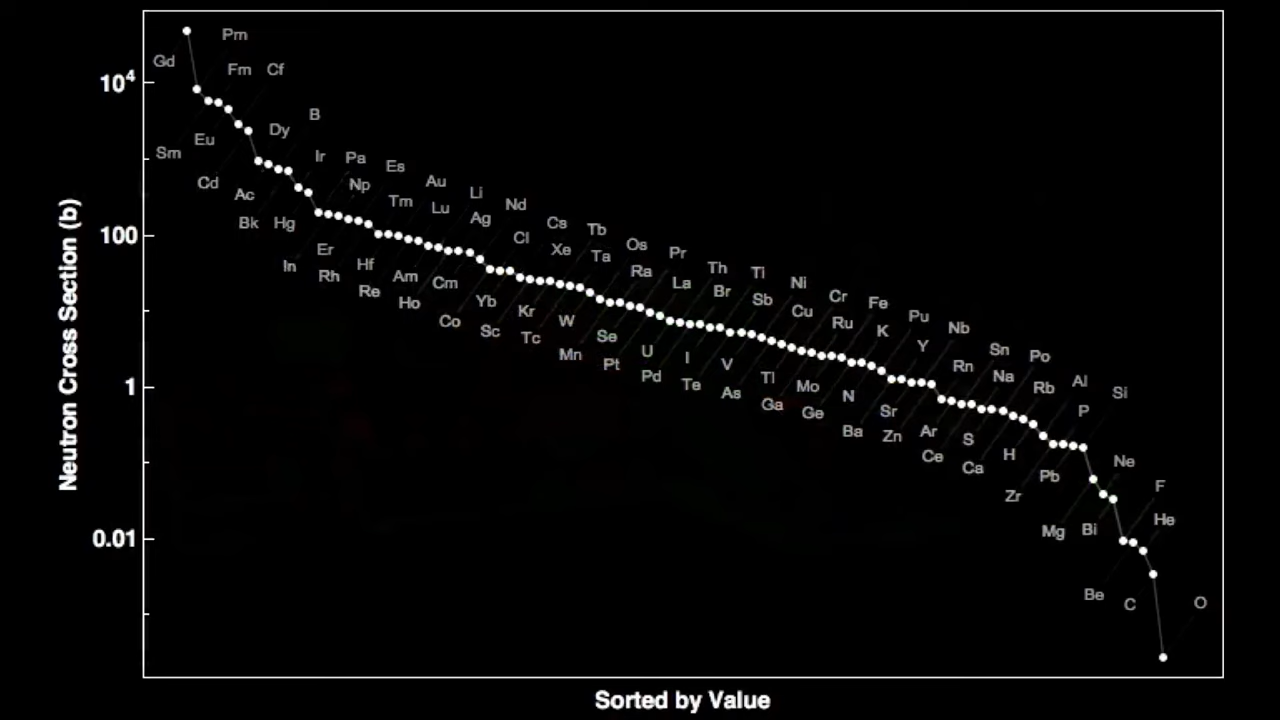 Neutron Cross Section (b)
10⁴
100
1
0.01
Gd
Pm
Fm
Cf
Sm
Eu
Cd
Dy
B
Ac
Bk
Ir
Hg
In
Pa
Np
Er
Rh
Es
Tm
Hf
Re
Au
Lu
Am
Ho
Li
Ag
Cm
Co
Nd
Cl
Yb
Sc
Cs
Xe
Kr
Tc
Tb
Ta
W
Mn
Os
Ra
Se
Pt
Pr
La
U
Pd
Th
Br
I
Te
Ti
Sb
V
As
Ni
Cu
Tl
Ga
Cr
Ru
Mo
Ge
Fe
K
N
Ba
Pu
Y
Sr
Zn
Nb
Rn
Ar
Ce
Sn
Na
S
Ca
Po
Rb
H
Zr
Al
P
Pb
Mg
Si
Ne
Bi
Be
F
He
C
O
Sorted by Value